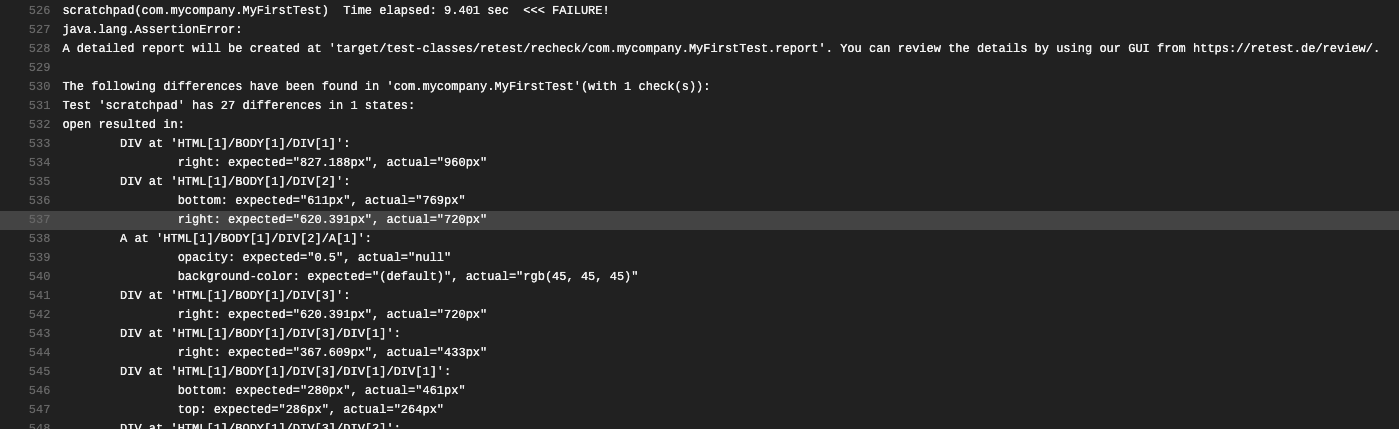 526 scratchpad(com.mycompany.MyFirstTest)  Time elapsed: 9.401 sec  <<< FAILURE!
527 java.lang.AssertionError:
528 A detailed report will be created at 'target/test-classes/retest/recheck/com.mycompany.MyFirstTest.report'. You can review the details by using our GUI from https://retest.de/review/.
529
530 The following differences have been found in 'com.mycompany.MyFirstTest'(with 1 check(s)):
531 Test 'scratchpad' has 27 differences in 1 states:
532 open resulted in:
533         DIV at 'HTML[1]/BODY[1]/DIV[1]':
534                 right: expected="827.188px", actual="960px"
535         DIV at 'HTML[1]/BODY[1]/DIV[2]':
536                 bottom: expected="611px", actual="769px"
537                 right: expected="620.391px", actual="720px"
538         A at 'HTML[1]/BODY[1]/DIV[2]/A[1]':
539                 opacity: expected="0.5", actual="null"
540                 background-color: expected="(default)", actual="rgb(45, 45, 45)"
541         DIV at 'HTML[1]/BODY[1]/DIV[3]':
542                 right: expected="620.391px", actual="720px"
543         DIV at 'HTML[1]/BODY[1]/DIV[3]/DIV[1]':
544                 right: expected="367.609px", actual="433px"
545         DIV at 'HTML[1]/BODY[1]/DIV[3]/DIV[1]/DIV[1]':
546                 bottom: expected="280px", actual="461px"
547                 top: expected="286px", actual="264px"
548         DIV at 'HTML[1]/BODY[1]/DIV[3]/DIV[2]':